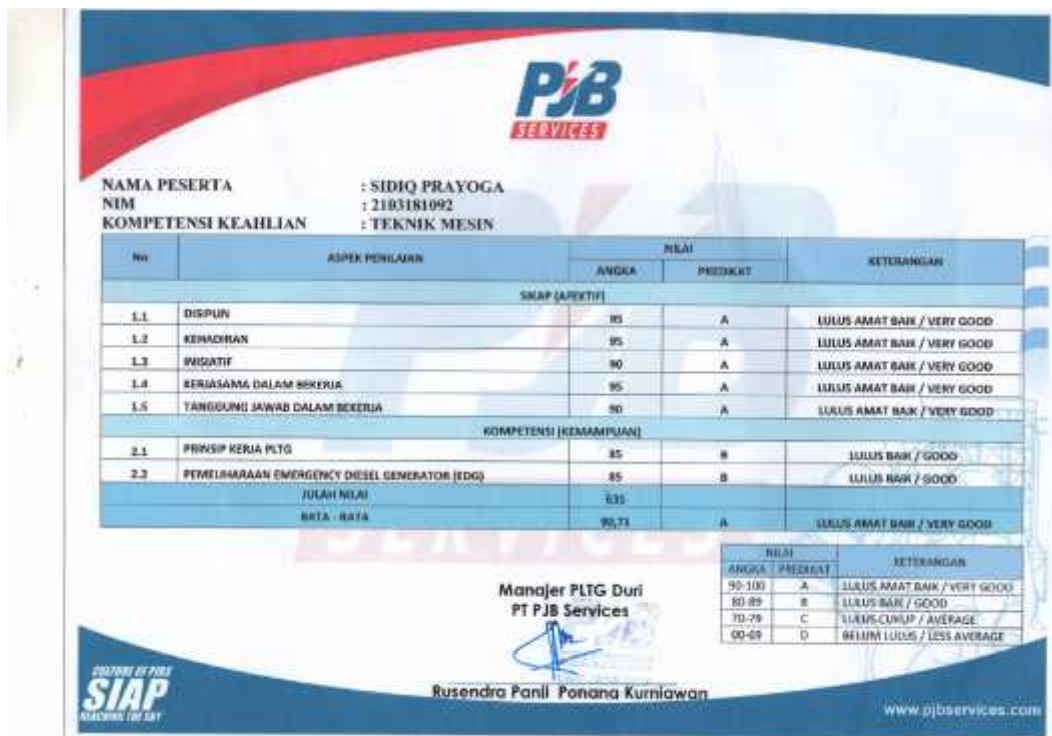 PJB
SERVICES
NAMA PESERTA : SIDIQ PRAYOGA
NIM : 2103181092
KOMPETENSI KEAHLIAN : TEKNIK MESIN
No ASPEK PENILAIAN NILAI KETERANGAN
ANGKA PREDIKAT
SIKAP (AFEKTIF)
1.1 DISIPLIN 95 A LULUS AMAT BAIK / VERY GOOD
1.2 KEHADIRAN 95 A LULUS AMAT BAIK / VERY GOOD
1.3 INISIATIF 90 A LULUS AMAT BAIK / VERY GOOD
1.4 KERJASAMA DALAM BEKERJA 95 A LULUS AMAT BAIK / VERY GOOD
1.5 TANGGUNG JAWAB DALAM BEKERJA 90 A LULUS AMAT BAIK / VERY GOOD
KOMPETENSI (KEMAMPUAN)
2.1 PRINSIP KERJA PLTG 85 B LULUS BAIK / GOOD
2.2 PEMELIHARAAN EMERGENCY DIESEL GENERATOR (EDG) 85 B LULUS BAIK / GOOD
JULAH NILAI 635
RATA - RATA 90,71 A LULUS AMAT BAIK / VERY GOOD
NILAI KETERANGAN
ANGKA PREDIKAT
90-100 A LULUS AMAT BAIK / VERY GOOD
80-89 B LULUS BAIK / GOOD
70-79 C LULUS CUKUP / AVERAGE
00-69 D BELUM LULUS / LESS AVERAGE
Manajer PLTG Duri
PT PJB Services
Rusendra Panil Ponang Kurniawan
SIAP
REACHING THE SKY
www.pjbservices.com